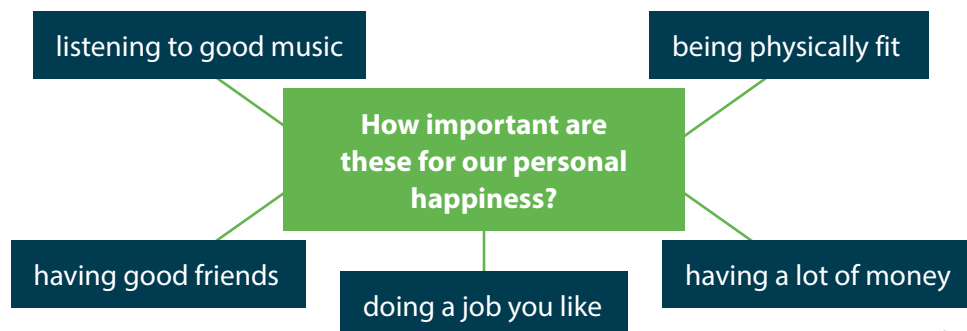 listening to good music
being physically fit
How important are
these for our personal
happiness?
having good friends
doing a job you like
having a lot of money